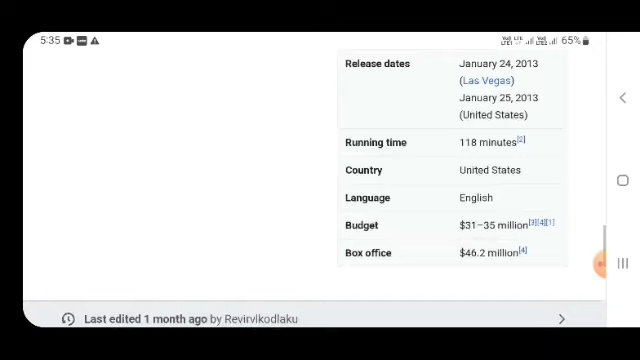 5:35
65%
Release dates January 24, 2013
(Las Vegas)
January 25, 2013
(United States)
Running time 118 minutes[2]
Country United States
Language English
Budget $31–35 million[3][4][1]
Box office $46.2 million[4]
Last edited 1 month ago by Revirvlkodlaku